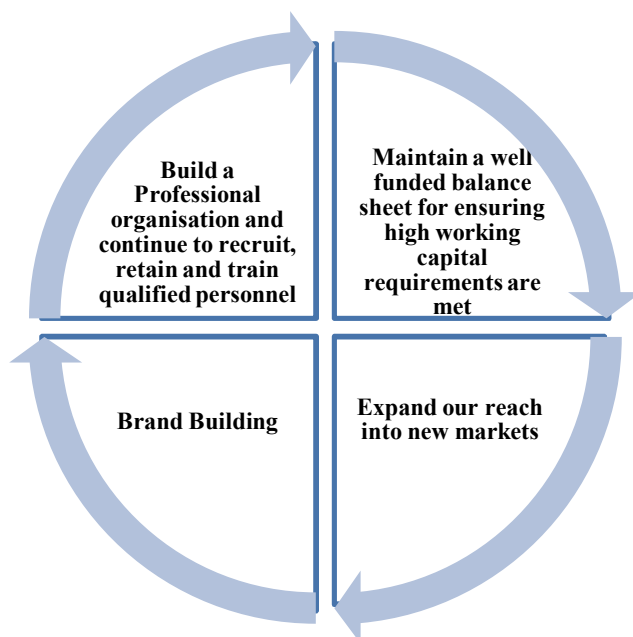 Build a
Professional
organisation and
continue to recruit,
retain and train
qualified personnel
Maintain a well
funded balance
sheet for ensuring
high working
capital
requirements are
met
Brand Building
Expand our reach
into new markets